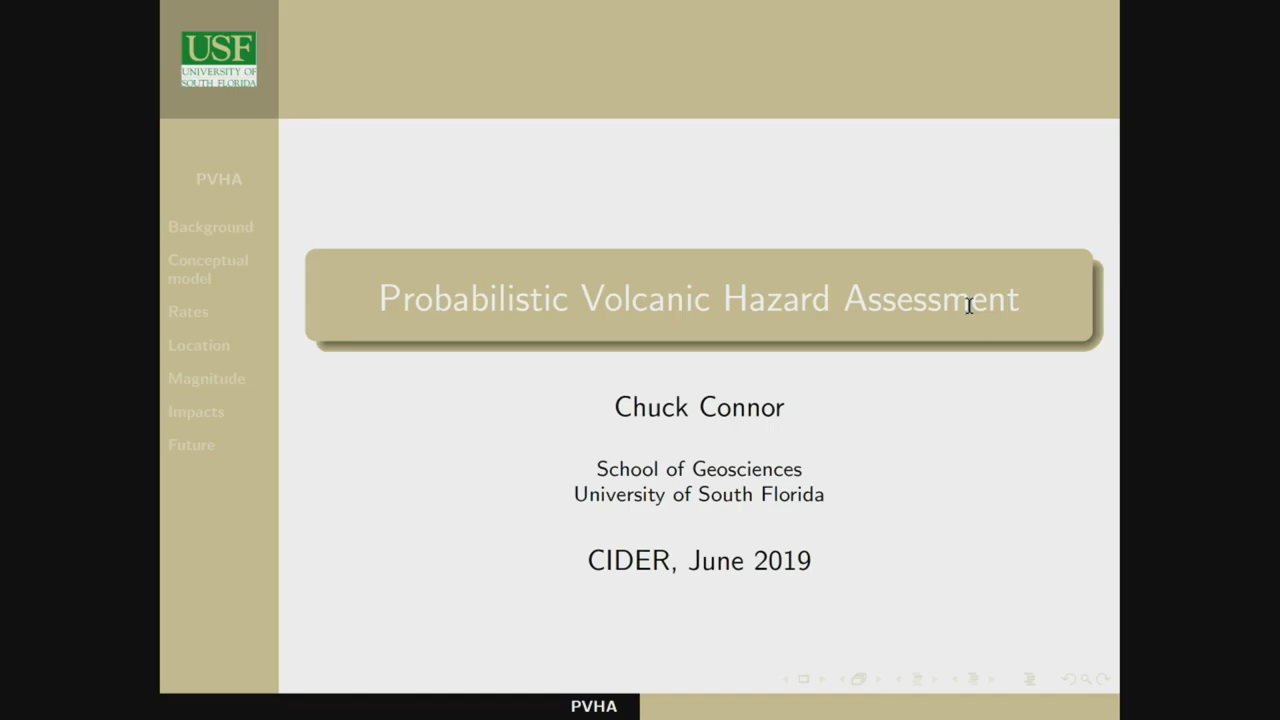 USF
UNIVERSITY OF
SOUTH FLORIDA
PVHA
Background
Conceptual
model
Rates
Location
Magnitude
Impacts
Future
Probabilistic Volcanic Hazard Assessment
Chuck Connor
School of Geosciences
University of South Florida
CIDER, June 2019
PVHA